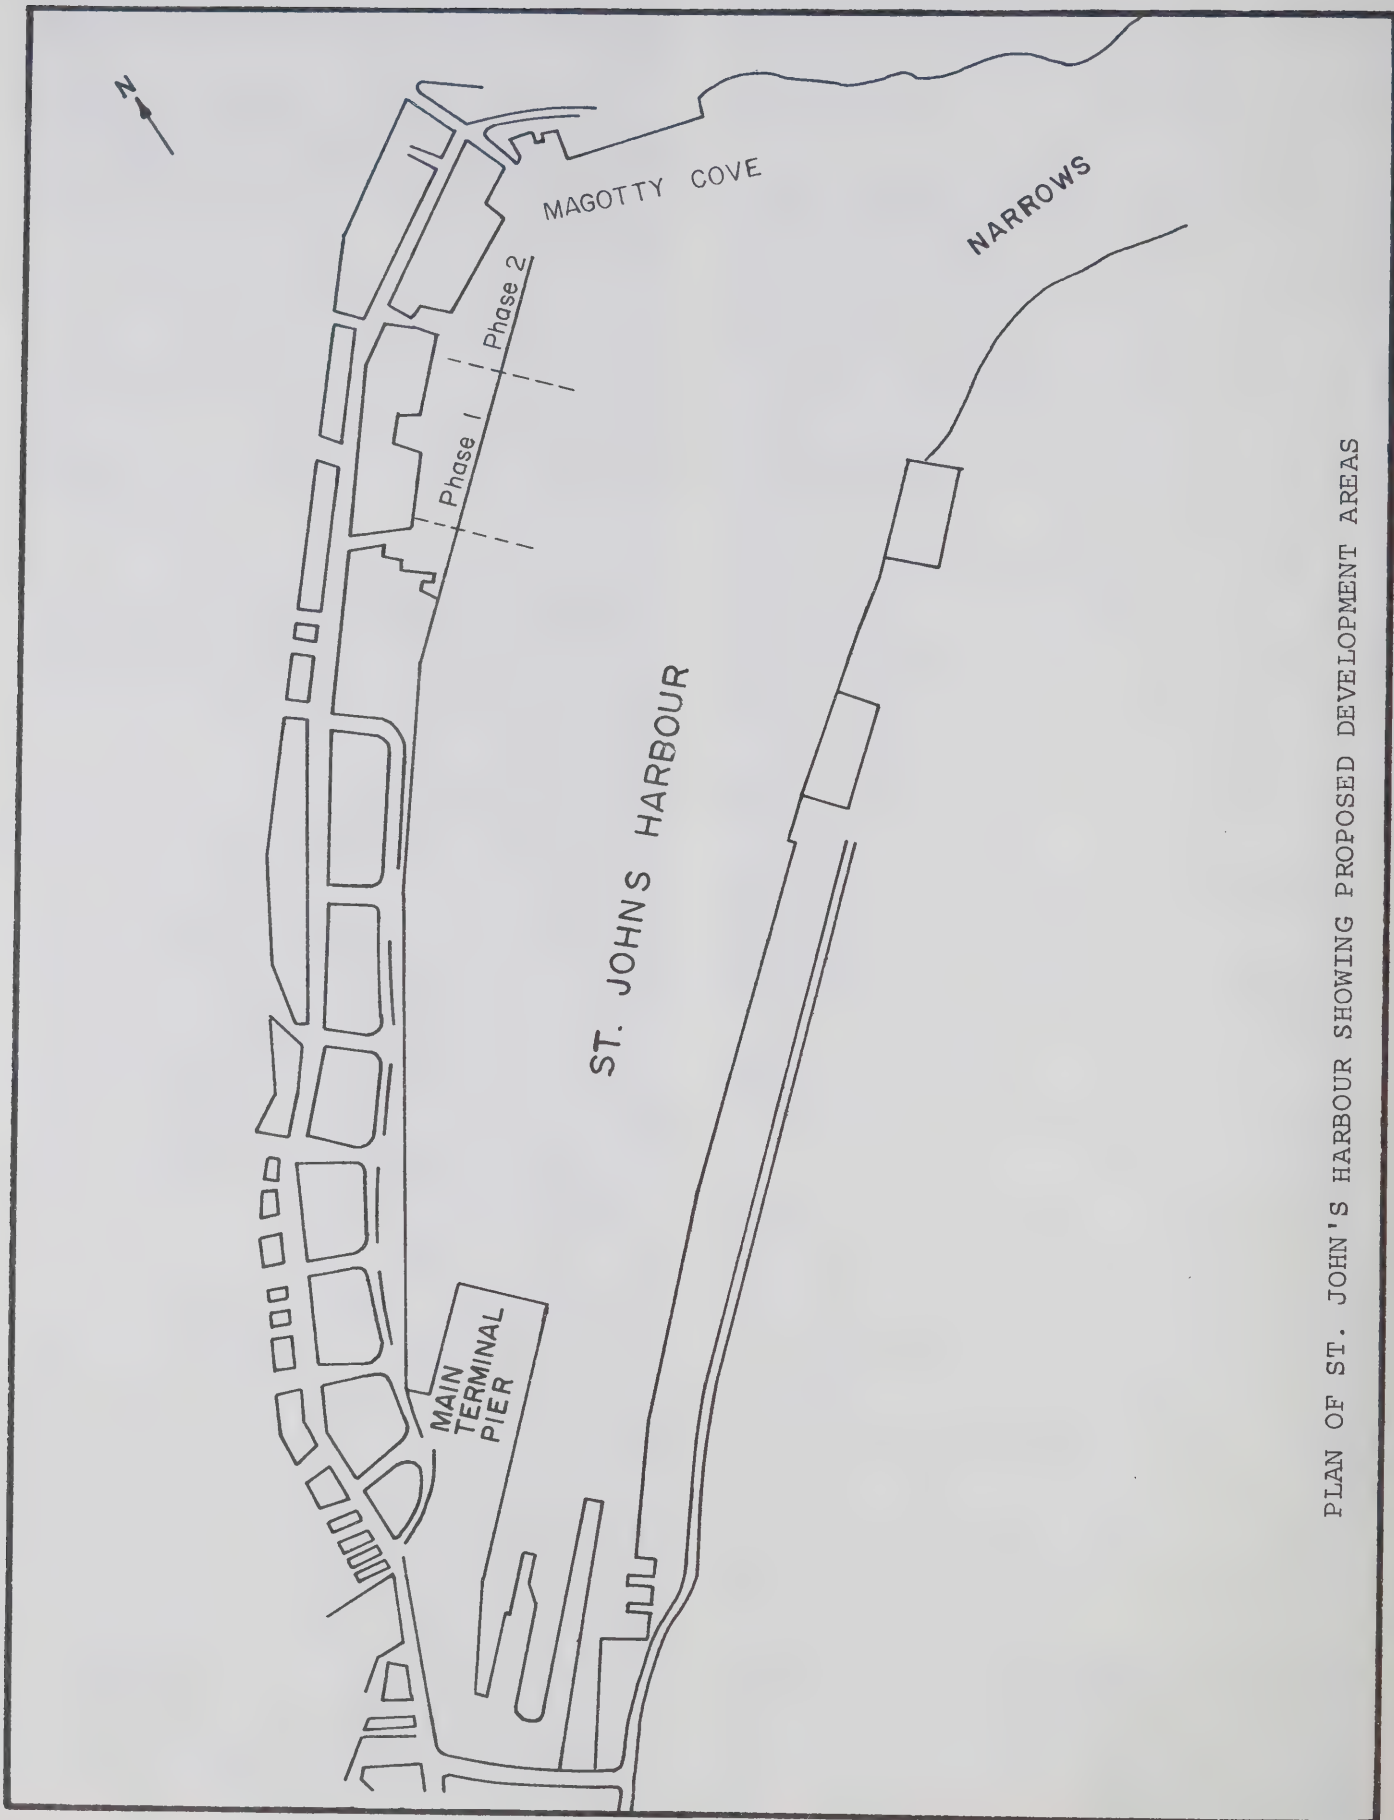 N
MAGOTTY COVE
NARROWS
Phase 2
Phase 1
ST. JOHNS HARBOUR
MAIN
TERMINAL
PIER
PLAN OF ST. JOHN'S HARBOUR SHOWING PROPOSED DEVELOPMENT AREAS